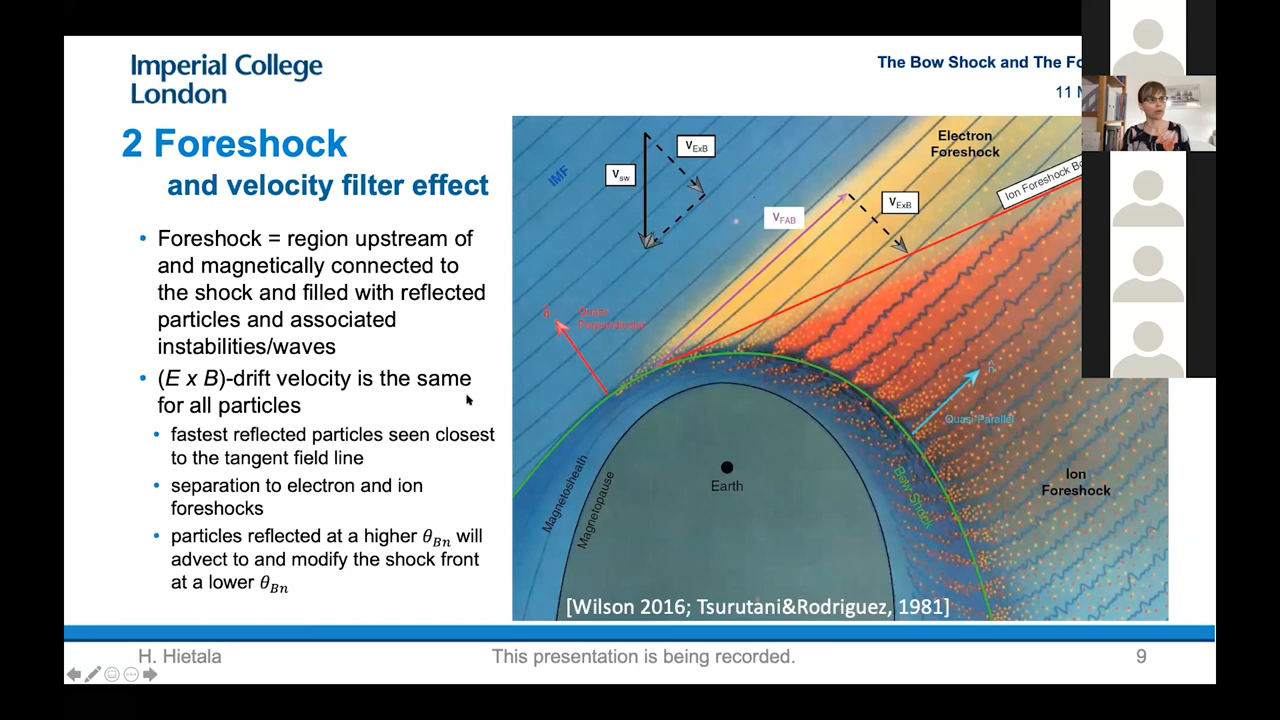 Imperial College
London
The Bow Shock and The Fo
11 M
2 Foreshock
and velocity filter effect
• Foreshock = region upstream of
and magnetically connected to
the shock and filled with reflected
particles and associated
instabilities/waves
• (E x B)-drift velocity is the same
for all particles
• fastest reflected particles seen closest
to the tangent field line
• separation to electron and ion
foreshocks
• particles reflected at a higher θBn will
advect to and modify the shock front
at a lower θBn
IMF
Vsw
VExB
Electron
Foreshock
Ion Foreshock Bo
VFAB
VExB
n
Quasi
Perpendicular
Quasi-Parallel
Ion
Foreshock
Earth
Magnetosheath
Magnetopause
Bow Shock
[Wilson 2016; Tsurutani&Rodriguez, 1981]
H. Hietala
This presentation is being recorded.
9